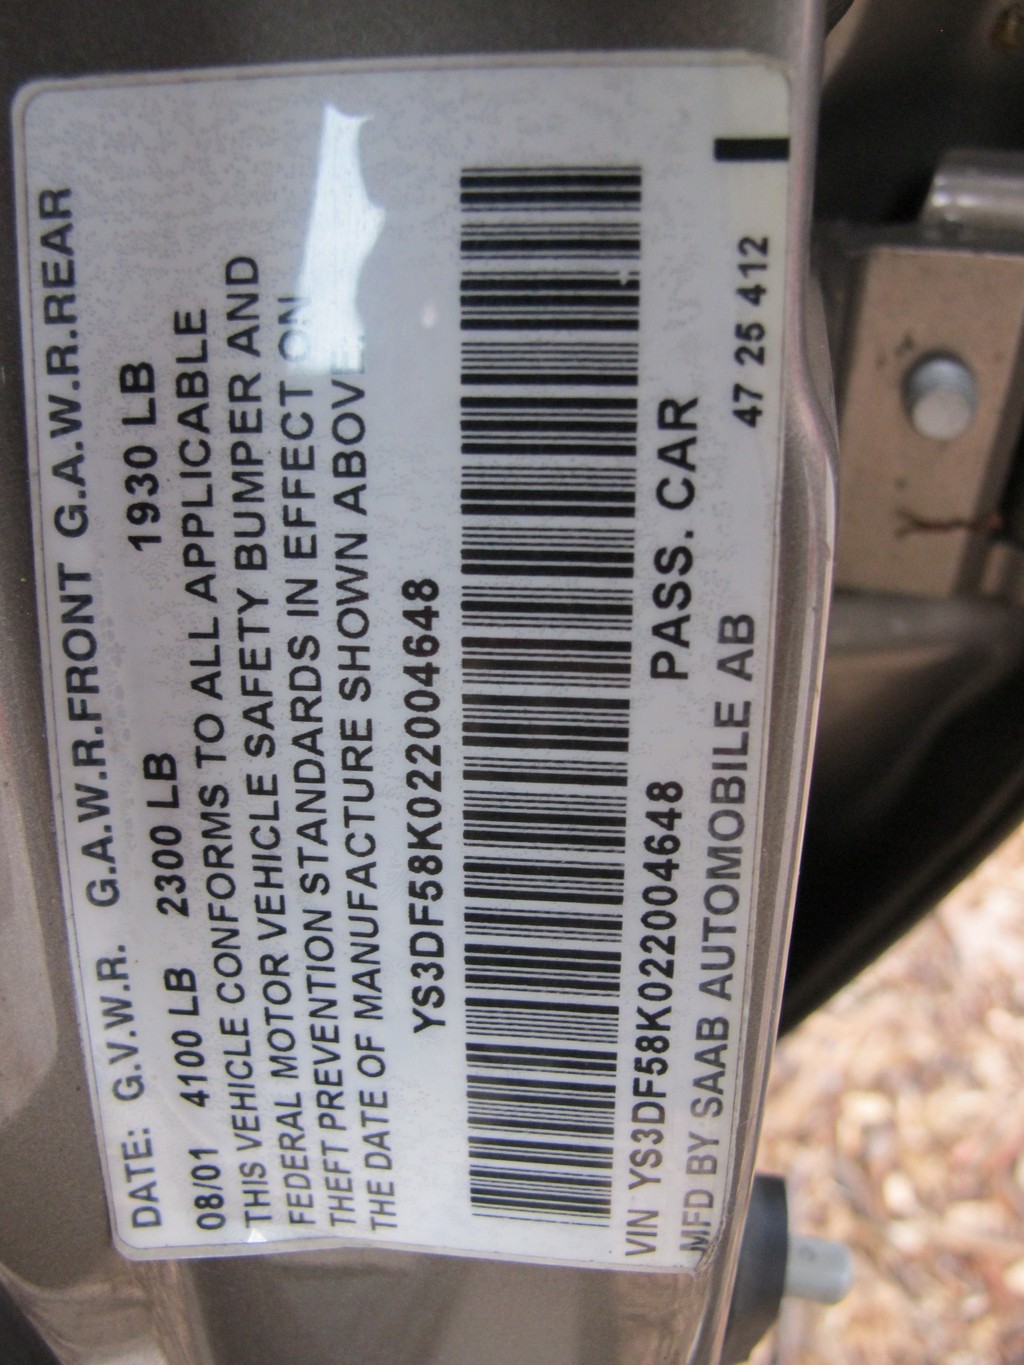 DATE: G.V.W.R. G.A.W.R.FRONT G.A.W.R.REAR
08/01 4100 LB 2300 LB 1930 LB
THIS VEHICLE CONFORMS TO ALL APPLICABLE
FEDERAL MOTOR VEHICLE SAFETY BUMPER AND
THEFT PREVENTION STANDARDS IN EFFECT ON
THE DATE OF MANUFACTURE SHOWN ABOVE.
YS3DF58K022004648
VIN YS3DF58K022004648 PASS. CAR
MFD BY SAAB AUTOMOBILE AB 47 25 412